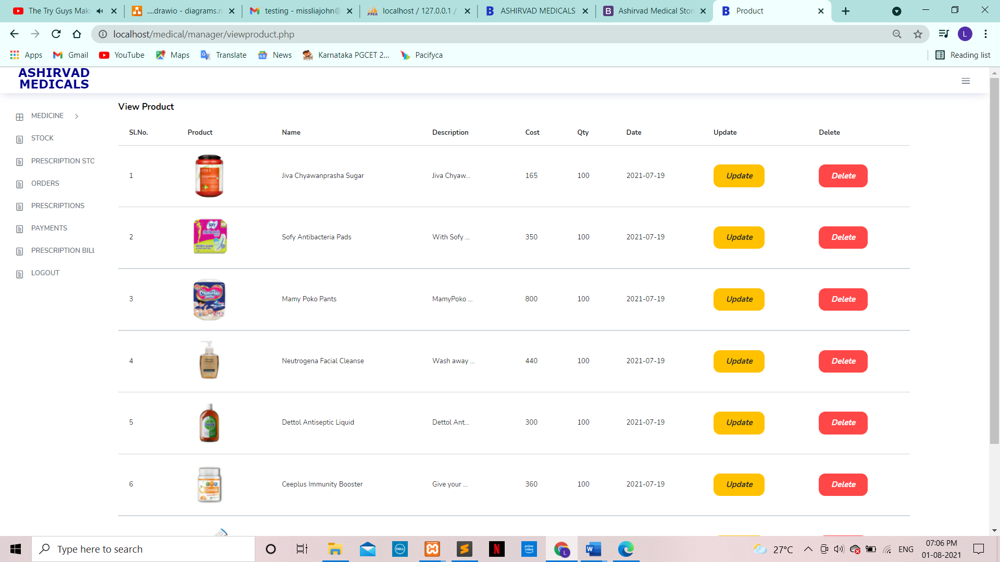 The Try Guys Make
....drawio - diagrams.n
testing - missliajohn@
localhost / 127.0.0.1 /
ASHIRVAD MEDICALS
Ashirvad Medical Stor
Product
localhost/medical/manager/viewproduct.php
L
Apps
Gmail
YouTube
Maps
Translate
News
Karnataka PGCET 2...
Pacifyca
Reading list
ASHIRVAD
MEDICALS
MEDICINE
STOCK
PRESCRIPTION STO
ORDERS
PRESCRIPTIONS
PAYMENTS
PRESCRIPTION BILL
LOGOUT
View Product
Sl.No. Product Name Description Cost Qty Date Update Delete
1 Jiva Chyawanprasha Sugar Jiva Chyaw... 165 100 2021-07-19 Update Delete
2 Sofy Antibacteria Pads With Sofy ... 350 100 2021-07-19 Update Delete
3 Mamy Poko Pants MamyPoko ... 800 100 2021-07-19 Update Delete
4 Neutrogena Facial Cleanse Wash away ... 440 100 2021-07-19 Update Delete
5 Dettol Antiseptic Liquid Dettol Ant... 300 100 2021-07-19 Update Delete
6 Ceeplus Immunity Booster Give your ... 360 100 2021-07-19 Update Delete
Type here to search
27°C
ENG
07:06 PM
01-08-2021